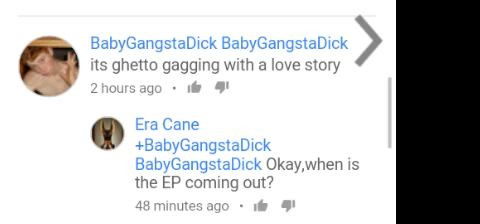 BabyGangstaDick BabyGangstaDick
its ghetto gagging with a love story
2 hours ago •
Era Cane
+BabyGangstaDick
BabyGangstaDick Okay,when is
the EP coming out?
48 minutes ago •